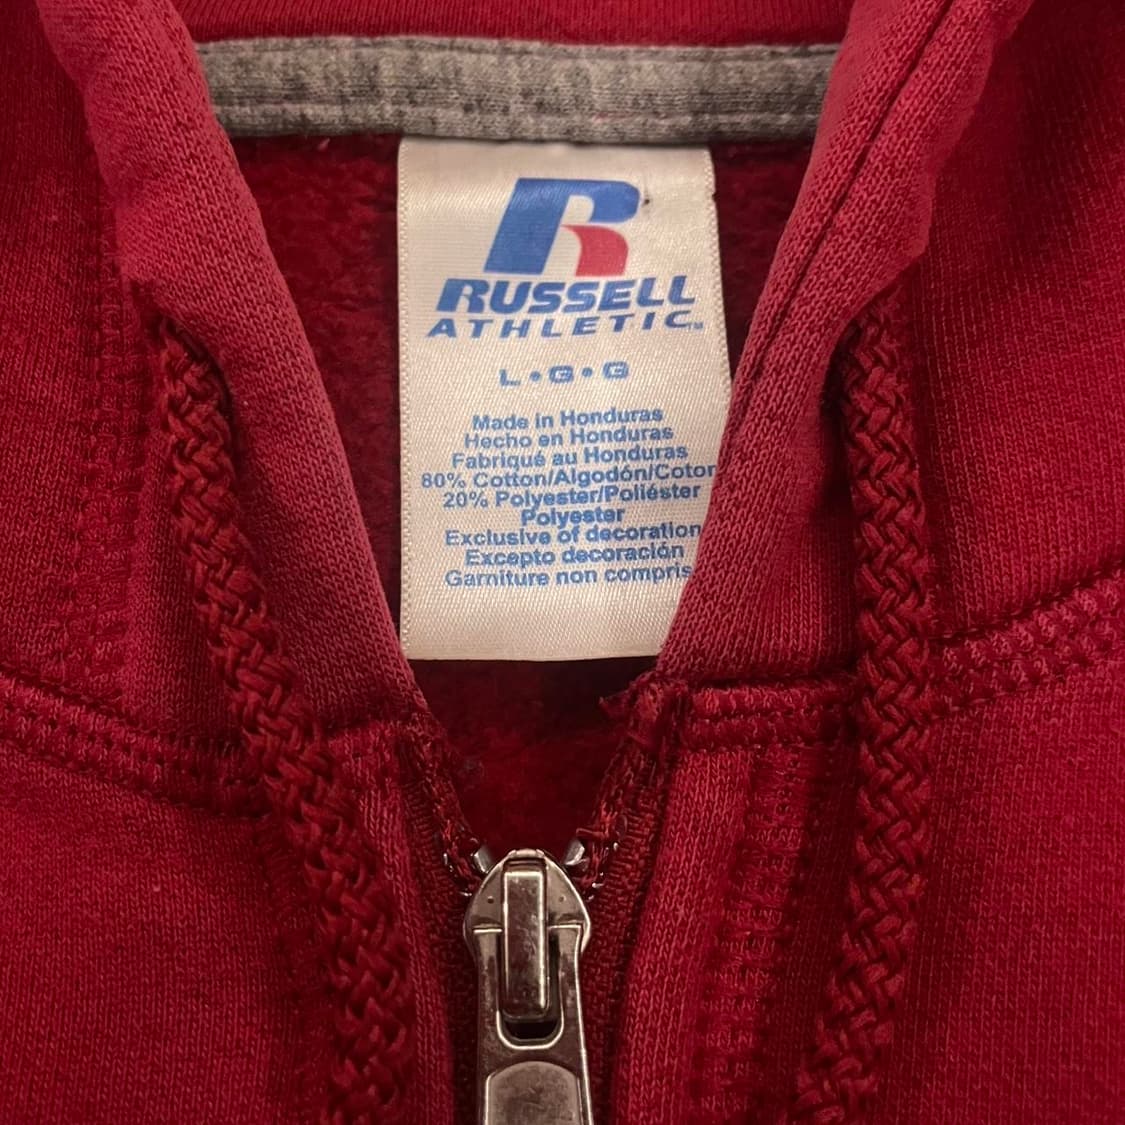 R
RUSSELL
ATHLETIC™
L•G•G
Made in Honduras
Hecho en Honduras
Fabriqué au Honduras
80% Cotton/Algodón/Coton
20% Polyester/Poliéster
Polyester
Exclusive of decoration
Excepto decoración
Garniture non compris